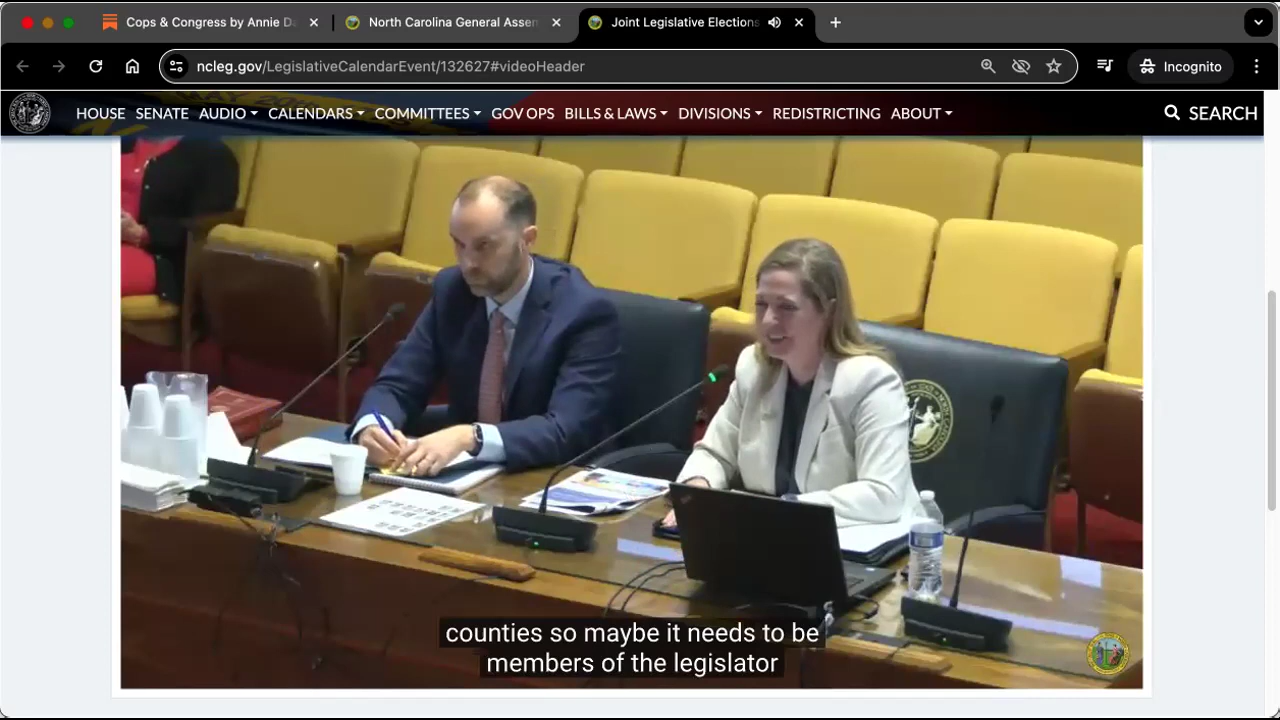 Cops & Congress by Annie D
North Carolina General Assem
Joint Legislative Elections
ncleg.gov/LegislativeCalendarEvent/132627#videoHeader
Incognito
HOUSE SENATE AUDIO CALENDARS COMMITTEES GOV OPS BILLS & LAWS DIVISIONS REDISTRICTING ABOUT SEARCH
counties so maybe it needs to be
members of the legislator